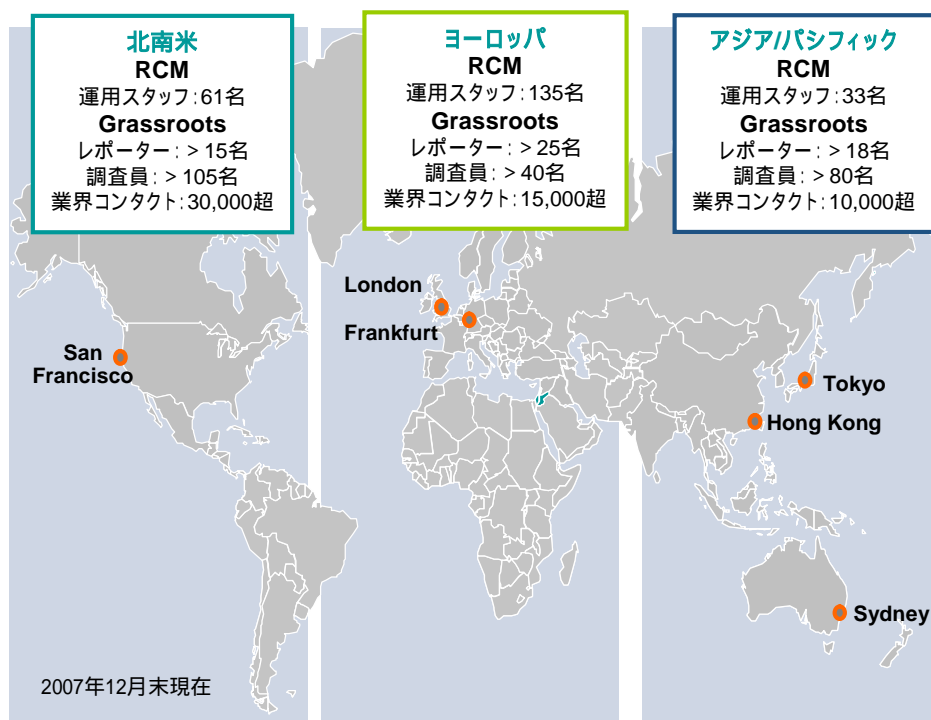 北南米
RCM
運用スタッフ:61名
Grassroots
レポーター: > 15名
調査員: > 105名
業界コンタクト: 30,000超
ヨーロッパ
RCM
運用スタッフ:135名
Grassroots
レポーター: > 25名
調査員: > 40名
業界コンタクト: 15,000超
アジア/パシフィック
RCM
運用スタッフ:33名
Grassroots
レポーター: > 18名
調査員: > 80名
業界コンタクト: 10,000超
London
Frankfurt
San
Francisco
Tokyo
Hong Kong
Sydney
2007年12月末現在